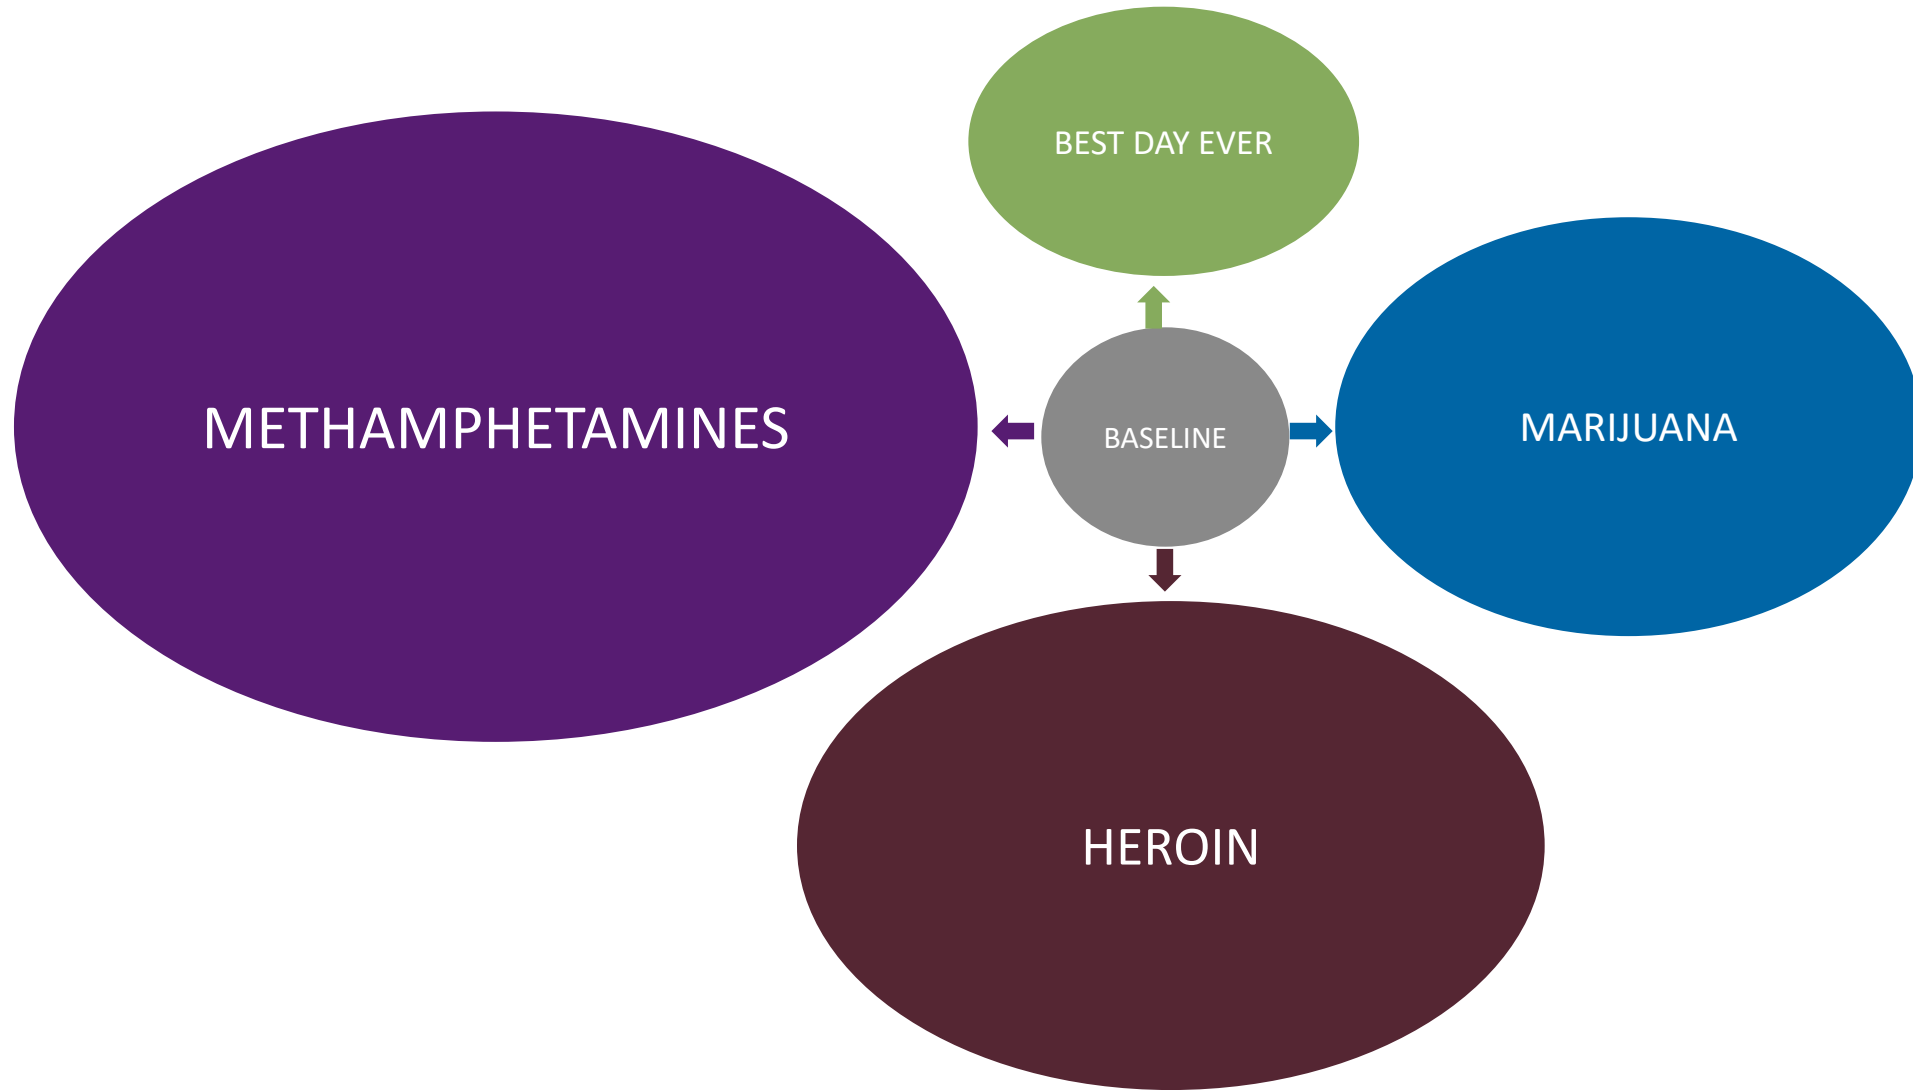 BEST DAY EVER
METHAMPHETAMINES
BASELINE
MARIJUANA
HEROIN